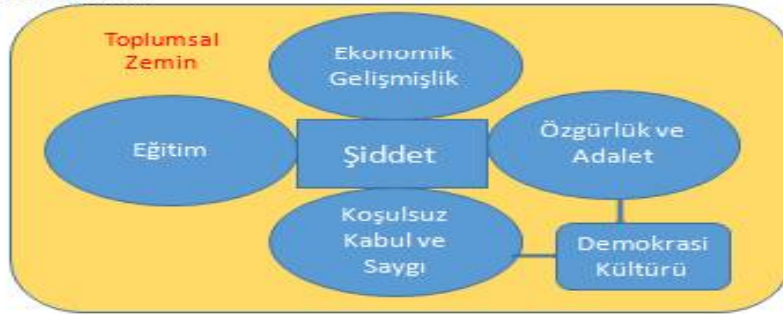 Toplumsal
Zemin
Ekonomik
Gelişmişlik
Eğitim
Şiddet
Özgürlük ve
Adalet
Koşulsuz
Kabul ve
Saygı
Demokrasi
Kültürü